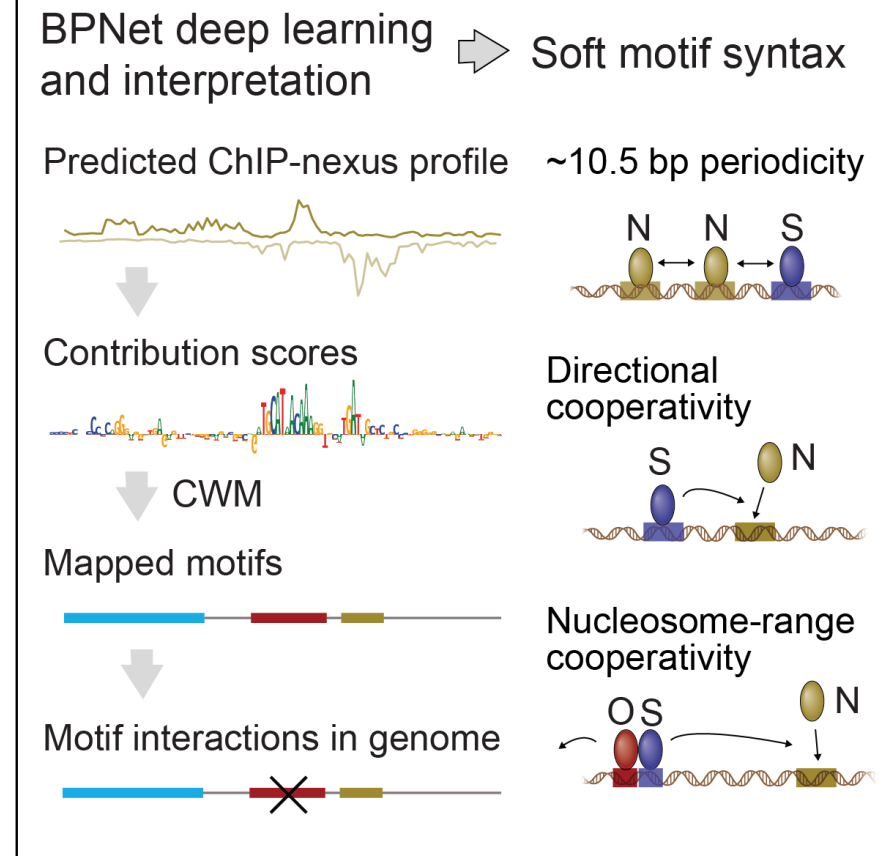 BPNet deep learning
and interpretation
Soft motif syntax
Predicted ChIP-nexus profile
Contribution scores
TGCATAACAA
CWM
Mapped motifs
Motif interactions in genome
~10.5 bp periodicity
N N S
Directional
cooperativity
S N
Nucleosome-range
cooperativity
O S N